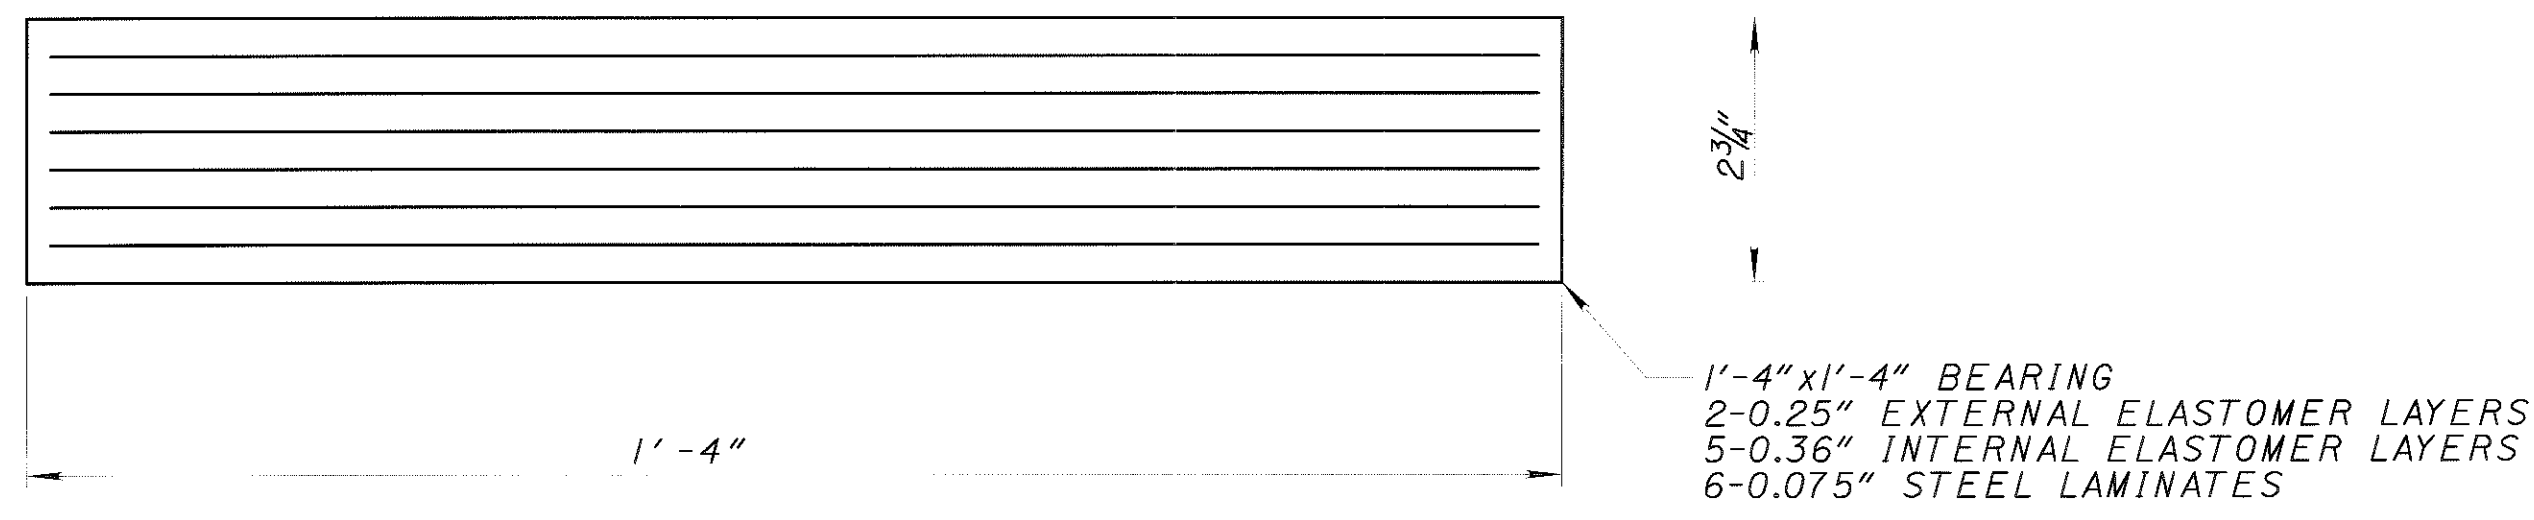 2¾"
1'-4"x1'-4" BEARING
2-0.25" EXTERNAL ELASTOMER LAYERS
1'-4"
5-0.36" INTERNAL ELASTOMER LAYERS
6-0.075" STEEL LAMINATES